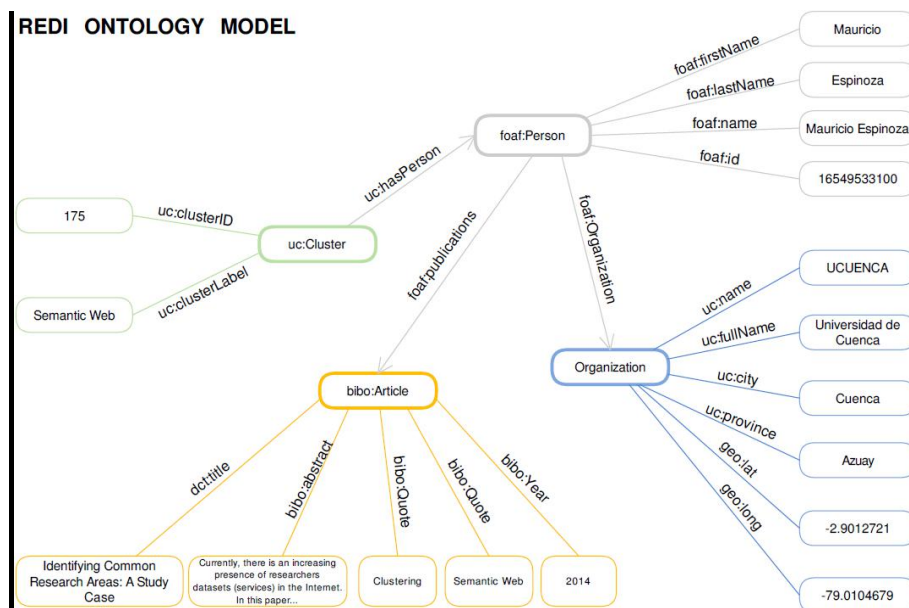 REDI ONTOLOGY MODEL
Mauricio
foaf:firstName
Espinoza
foaf:lastName
foaf:name
Mauricio Espinoza
foaf:Person
foaf:id
16549533100
uc:hasPerson
175
uc:clusterID
uc:Cluster
foaf:publications
foaf:Organization
uc:clusterLabel
Semantic Web
UCUENCA
uc:name
uc:fullName
Universidad de
Cuenca
Organization
uc:city
Cuenca
bibo:Article
uc:province
Azuay
geo:lat
-2.9012721
geo:long
-79.0104679
dct:title
bibo:abstract
bibo:Quote
bibo:Quote
bibo:Year
Identifying Common
Research Areas: A Study
Case
Currently, there is an increasing
presence of researchers
datasets (services) in the Internet.
In this paper...
Clustering
Semantic Web
2014